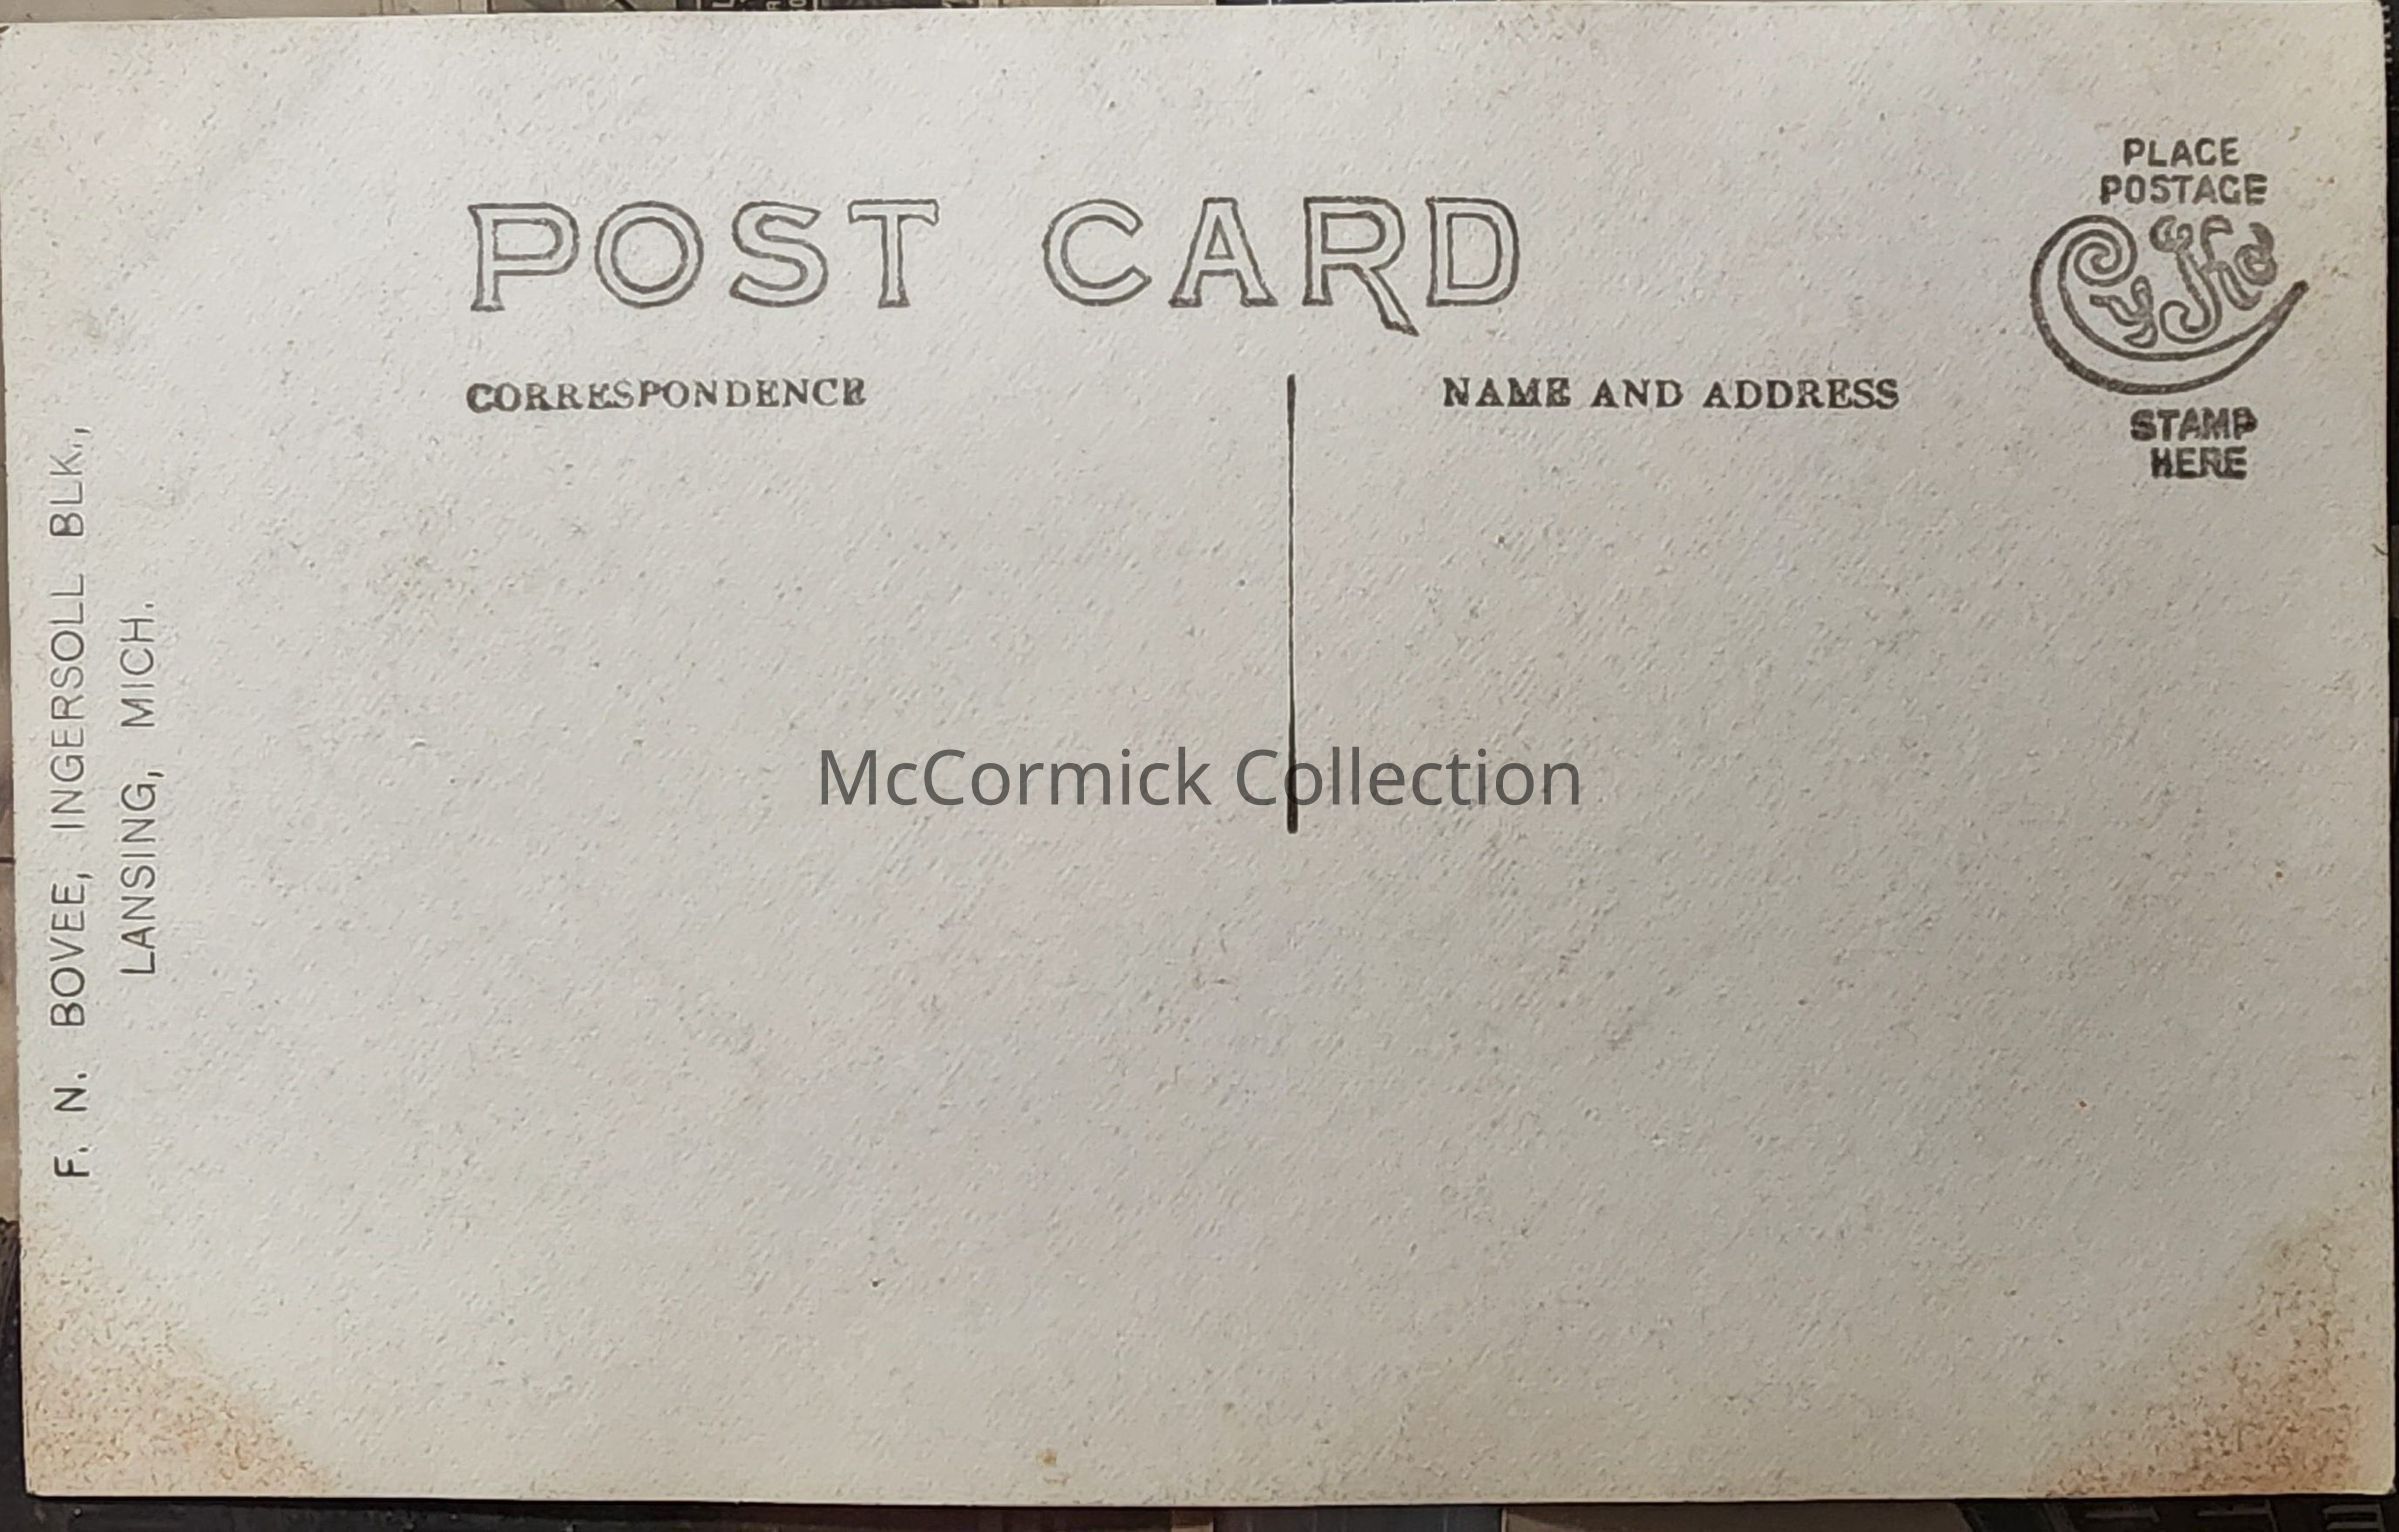 POST CARD
CORRESPONDENCE
NAME AND ADDRESS
PLACE
POSTAGE
STAMP
HERE
F. N. BOVEE, INGERSOLL BLK.,
LANSING, MICH.
McCormick Collection